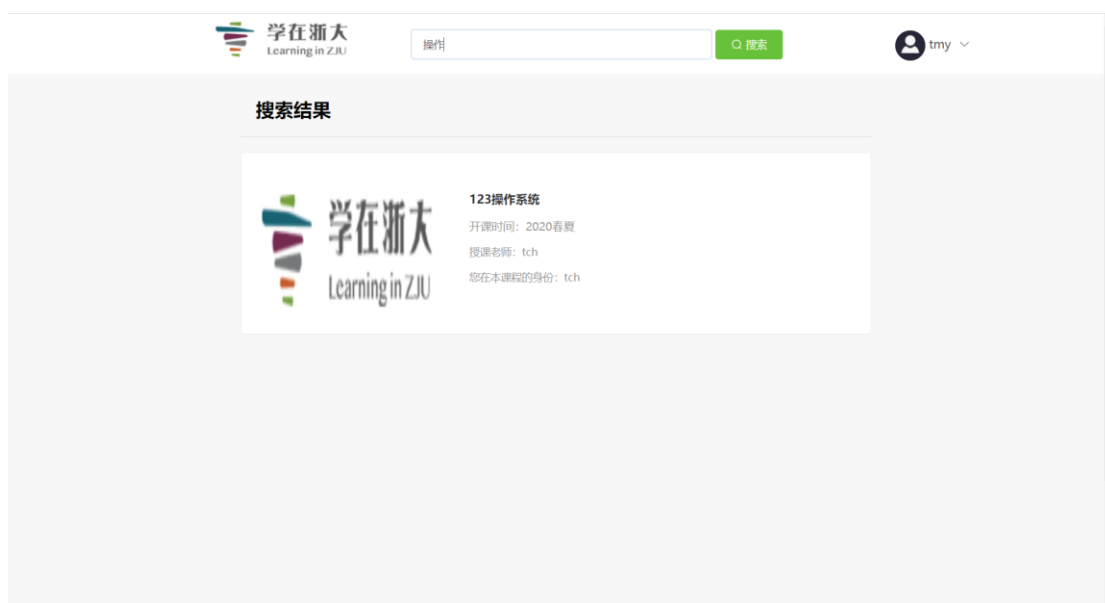 学在浙大
Learning in ZJU
操作
搜索
tmy
搜索结果
学在浙大
Learning in ZJU
123操作系统
开课时间：2020春夏
授课老师：tch
您在本课程的身份：tch